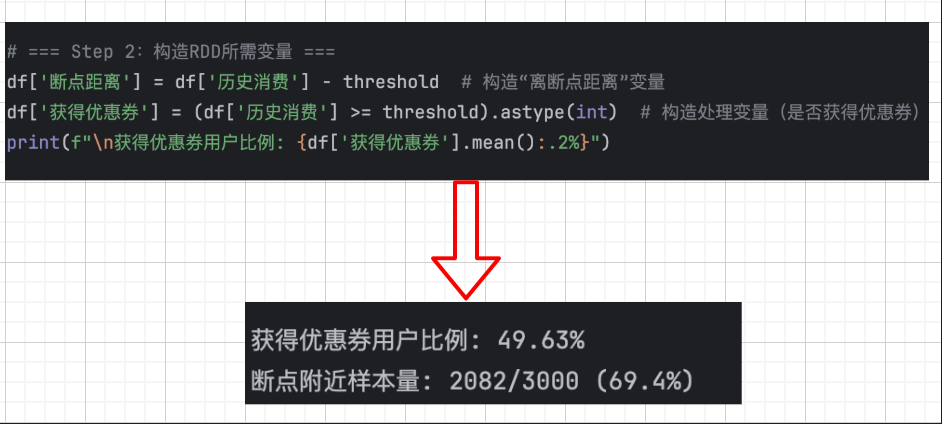 # === Step 2：构造RDD所需变量 ===
df['断点距离'] = df['历史消费'] - threshold  # 构造“离断点距离”变量
df['获得优惠券'] = (df['历史消费'] >= threshold).astype(int)  # 构造处理变量（是否获得优惠券）
print(f"\n获得优惠券用户比例: {df['获得优惠券'].mean():.2%}")
获得优惠券用户比例: 49.63%
断点附近样本量: 2082/3000 (69.4%)